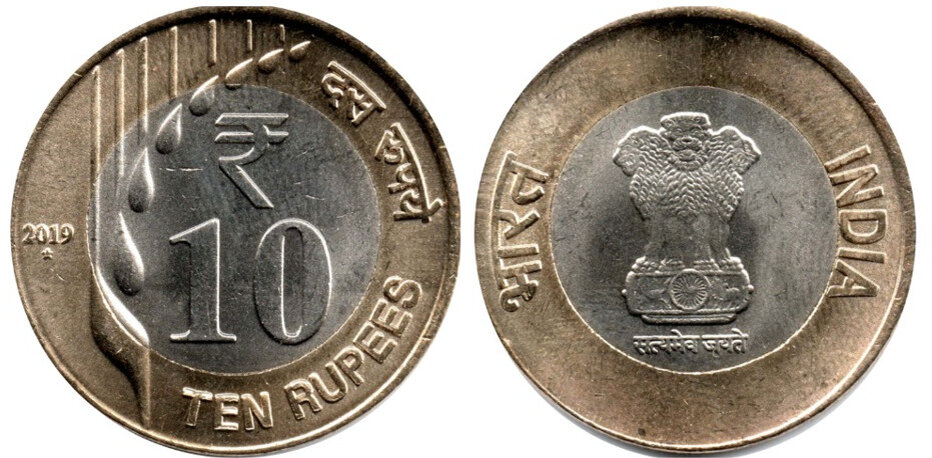 ₹
10
दस रुपये
2019
TEN RUPEES
भारत
INDIA
सत्यमेव जयते